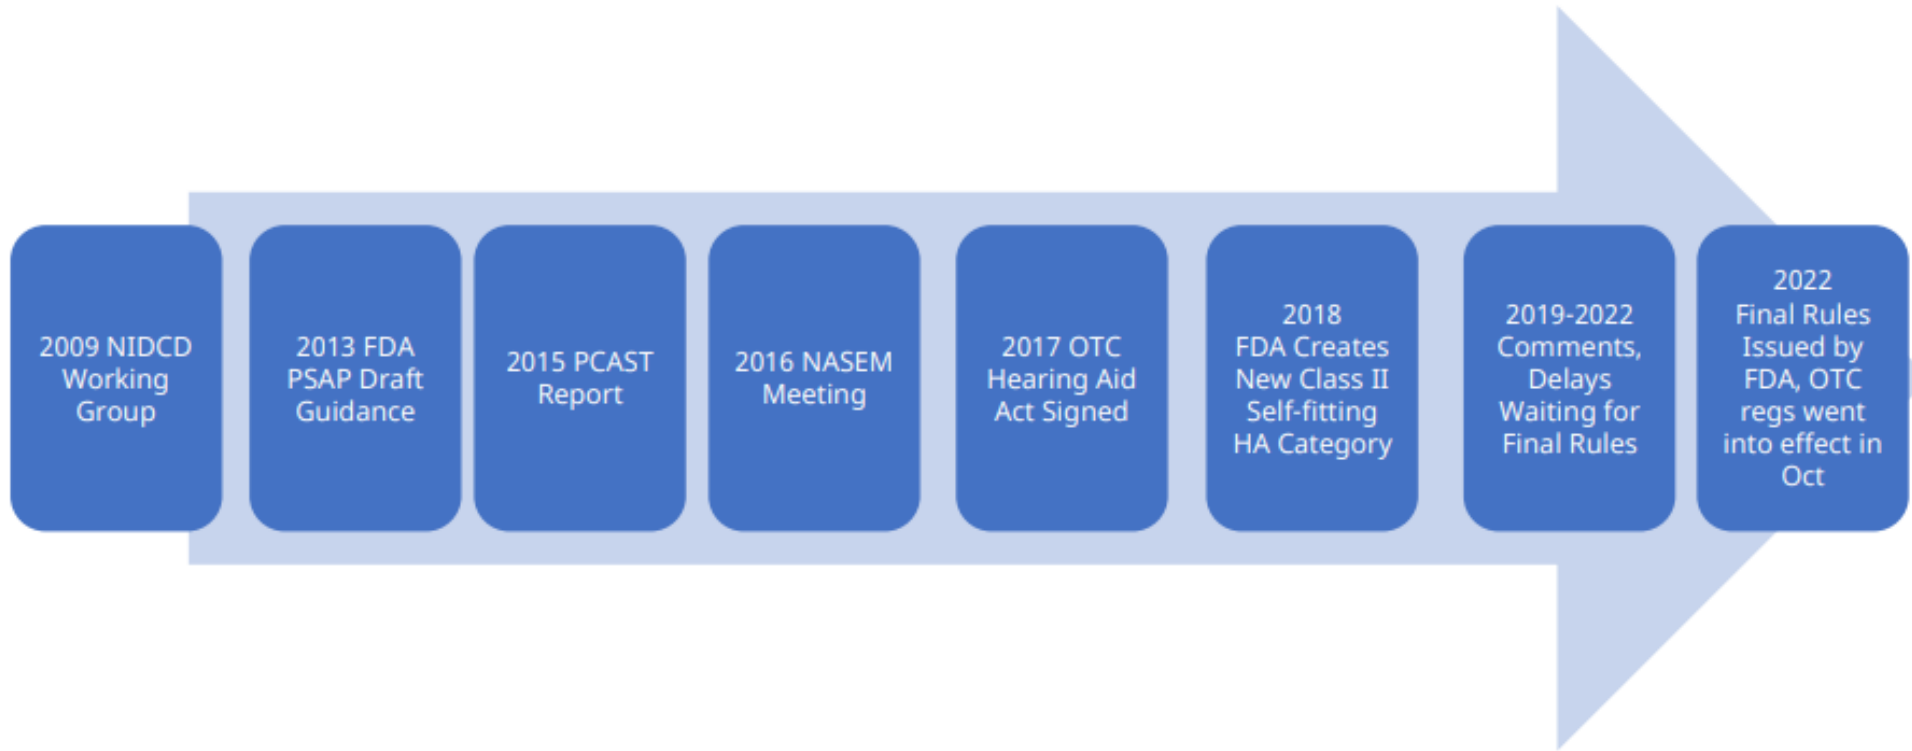 2009 NIDCD
Working
Group
2013 FDA
PSAP Draft
Guidance
2015 PCAST
Report
2016 NASEM
Meeting
2017 OTC
Hearing Aid
Act Signed
2018
FDA Creates
New Class II
Self-fitting
HA Category
2019-2022
Comments,
Delays
Waiting for
Final Rules
2022
Final Rules
Issued by
FDA, OTC
regs went
into effect in
Oct